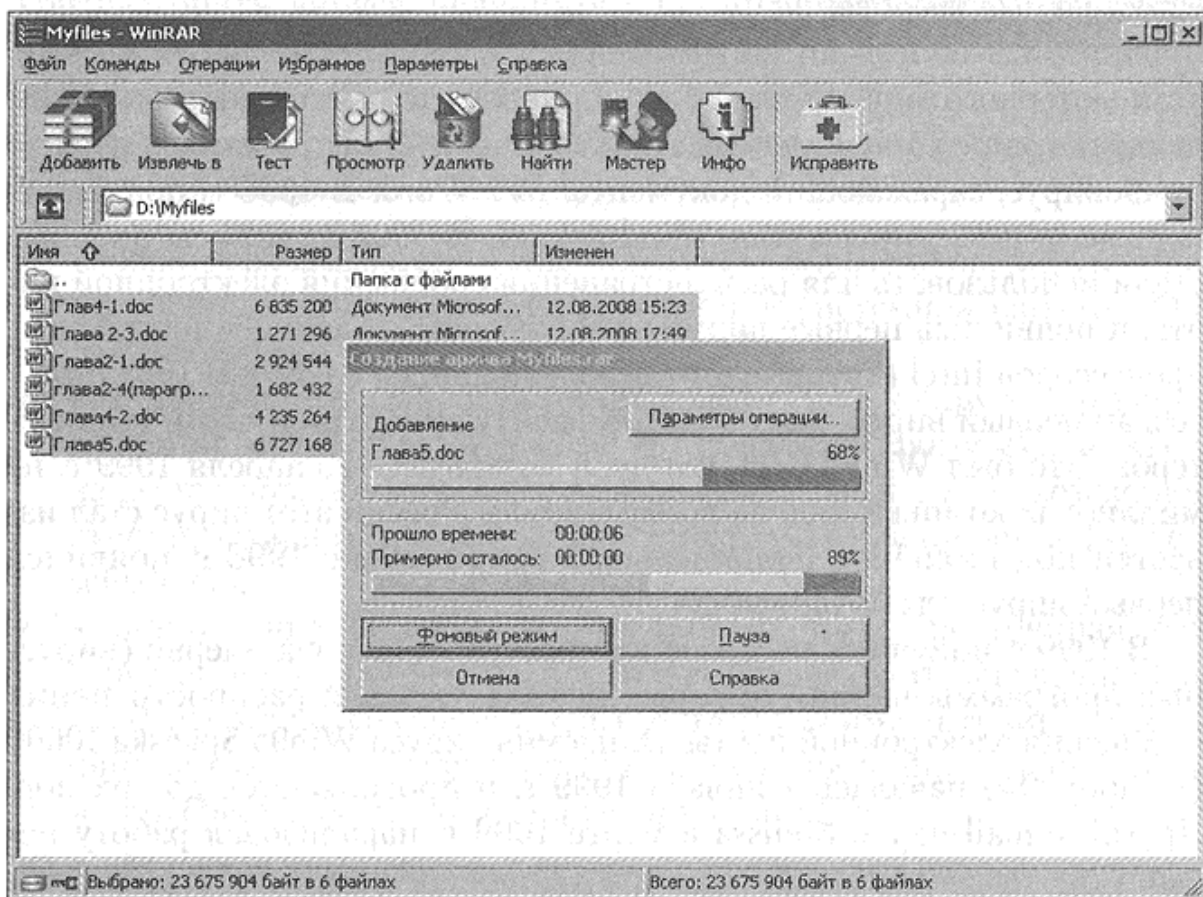 Myfiles - WinRAR
Файл Команды Операции Избранное Параметры Справка
Добавить Извлечь в Тест Просмотр Удалить Найти Мастер Инфо Исправить
D:\Myfiles
Имя Размер Тип Изменен
.. Папка с файлами
Глав4-1.doc 6 835 200 Документ Microsof... 12.08.2008 15:23
Глава 2-3.doc 1 271 296 Документ Microsof... 12.08.2008 17:49
Глава2-1.doc 2 924 544
глава2-4(парагр... 1 682 432
Глава4-2.doc 4 235 264
Глава5.doc 6 727 168
Создание архива Myfiles.rar
Добавление Параметры операции...
Глава5.doc 68%
Прошло времени: 00:00:06
Примерно осталось: 00:00:00 89%
Фоновый режим Пауза
Отмена Справка
Выбрано: 23 675 904 байт в 6 файлах Всего: 23 675 904 байт в 6 файлах